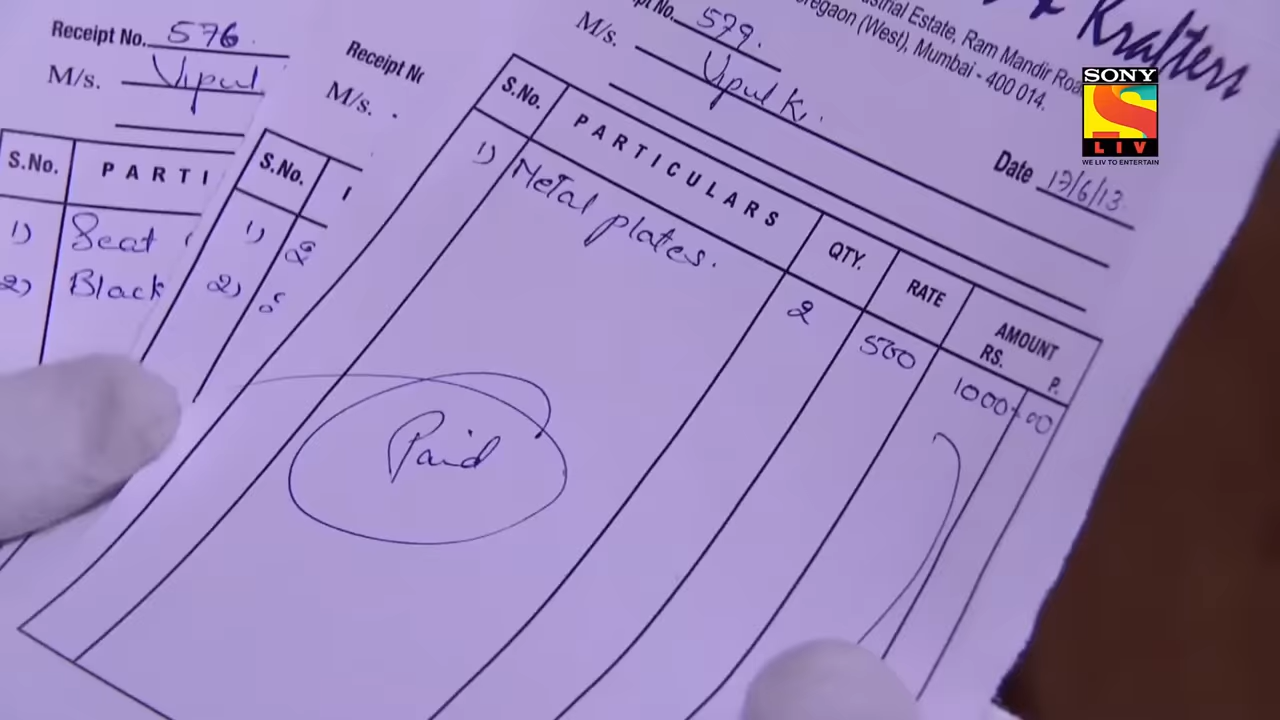 Receipt No. 576.
M/s. Vipul
S.No. PARTI
1) Seat
2) Black
Receipt No
M/s.
S.No.
1)
2)
Krafters
ustrial Estate, Ram Mandir Roa
regaon (West), Mumbai - 400 014.
pt No. 579.
M/s. Vipul K.
Date 17/6/13
S.No. PARTICULARS QTY. RATE AMOUNT
RS. P.
1) Metal plates. 2 500 1000-00
Paid
SONY
LIV
WE LIV TO ENTERTAIN